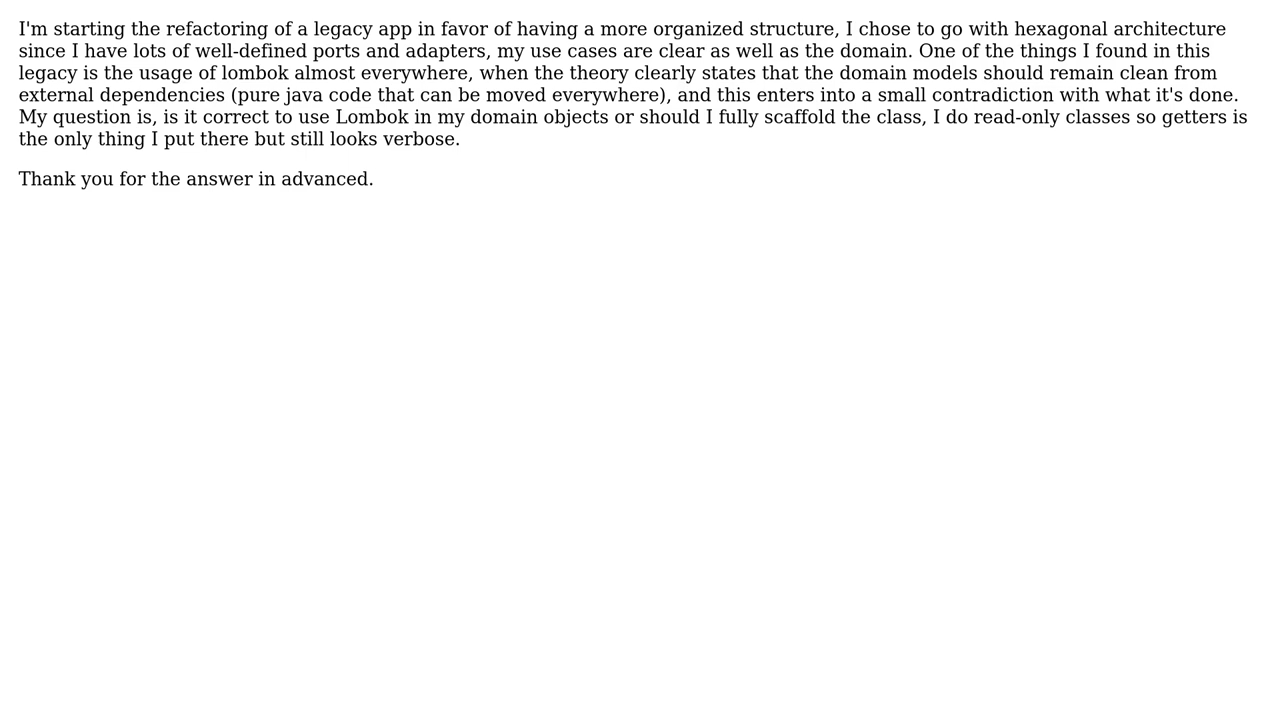 I'm starting the refactoring of a legacy app in favor of having a more organized structure, I chose to go with hexagonal architecture
since I have lots of well-defined ports and adapters, my use cases are clear as well as the domain. One of the things I found in this
legacy is the usage of lombok almost everywhere, when the theory clearly states that the domain models should remain clean from
external dependencies (pure java code that can be moved everywhere), and this enters into a small contradiction with what it's done.
My question is, is it correct to use Lombok in my domain objects or should I fully scaffold the class, I do read-only classes so getters is
the only thing I put there but still looks verbose.
Thank you for the answer in advanced.